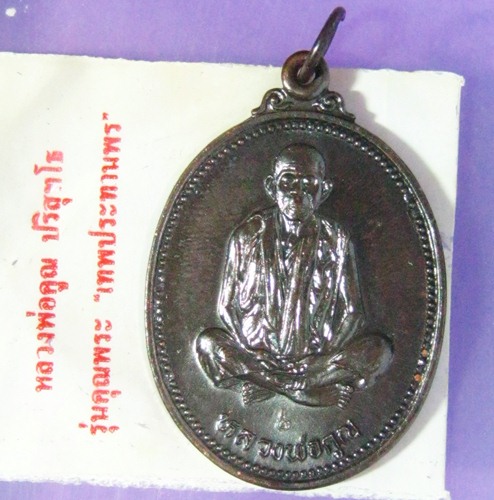 หลวงพ่อคูณ ปริสุทฺโธ
รุ่นคุณพระ "เทพประทานพร"
หลวงพ่อคูณ